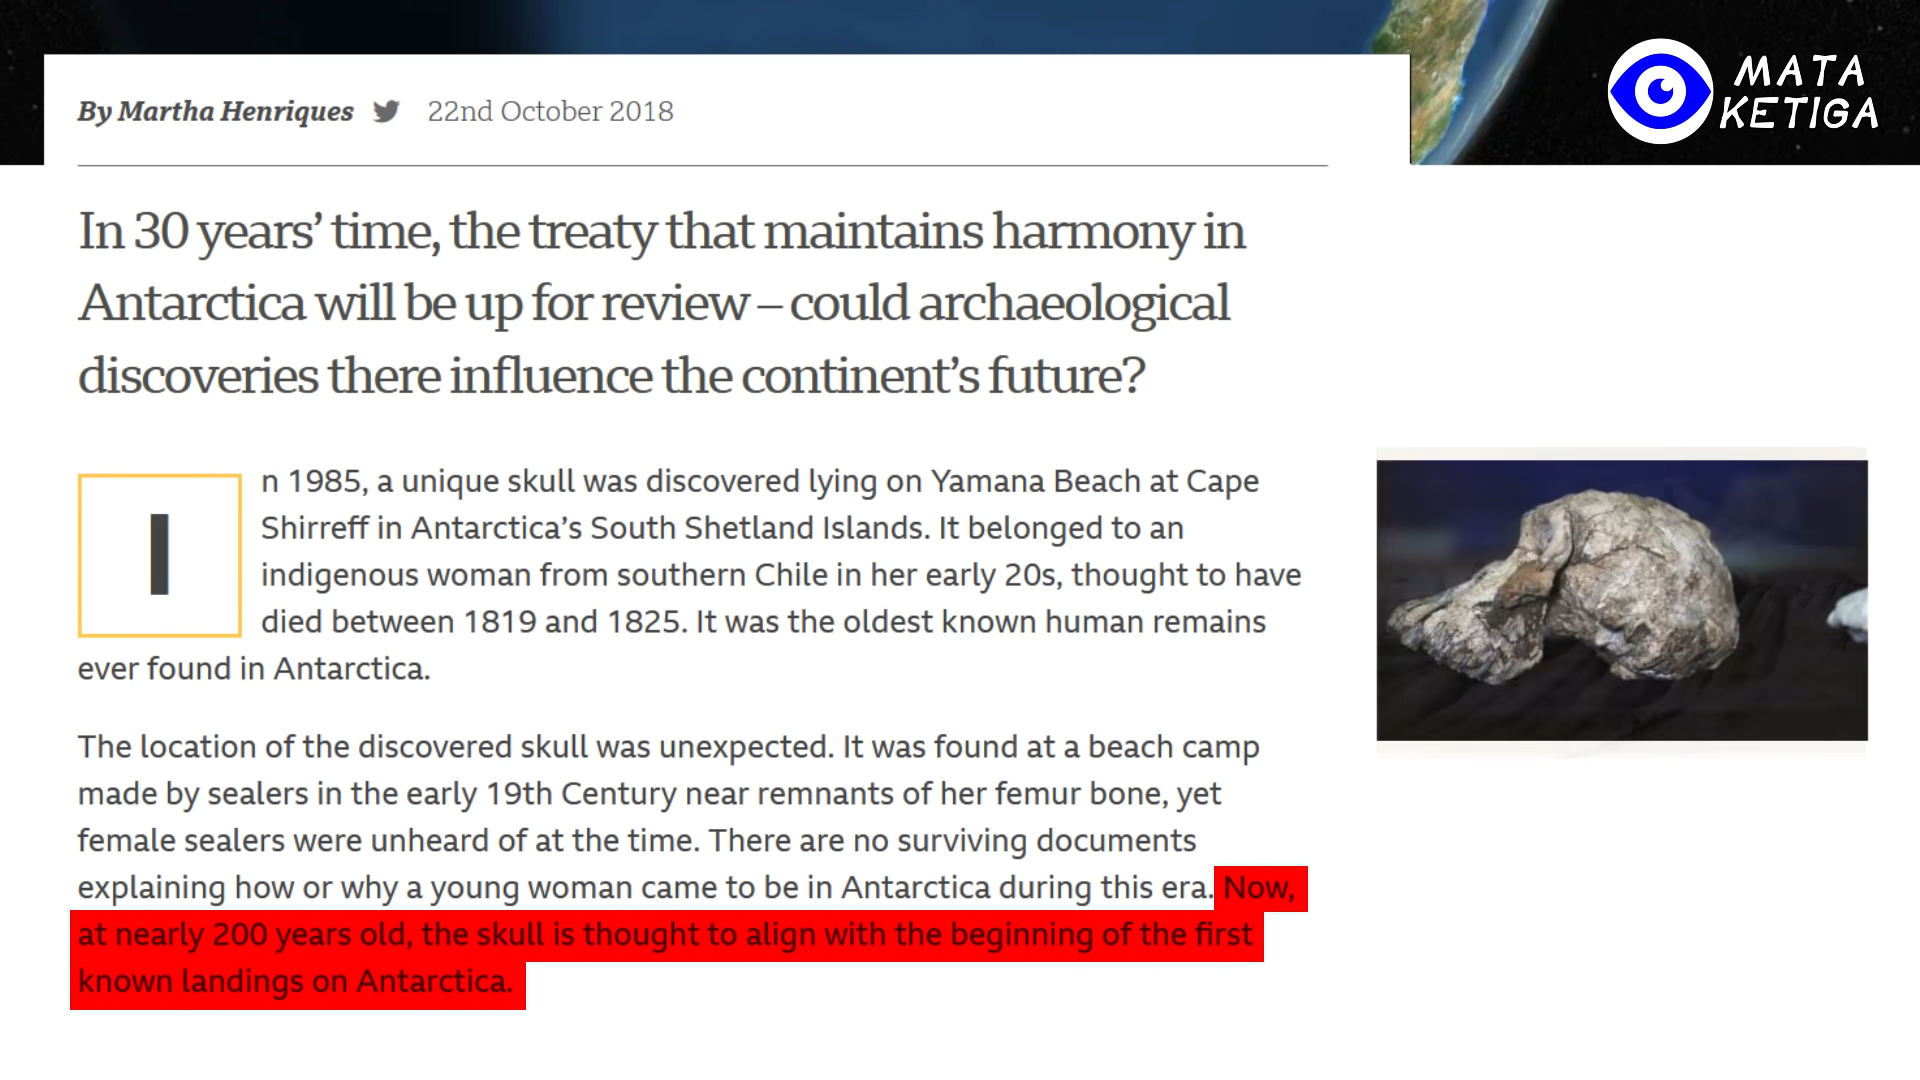 MATA
KETIGA
By Martha Henriques 22nd October 2018
In 30 years’ time, the treaty that maintains harmony in
Antarctica will be up for review – could archaeological
discoveries there influence the continent’s future?
In 1985, a unique skull was discovered lying on Yamana Beach at Cape
Shirreff in Antarctica’s South Shetland Islands. It belonged to an
indigenous woman from southern Chile in her early 20s, thought to have
died between 1819 and 1825. It was the oldest known human remains
ever found in Antarctica.
The location of the discovered skull was unexpected. It was found at a beach camp
made by sealers in the early 19th Century near remnants of her femur bone, yet
female sealers were unheard of at the time. There are no surviving documents
explaining how or why a young woman came to be in Antarctica during this era. Now,
at nearly 200 years old, the skull is thought to align with the beginning of the first
known landings on Antarctica.